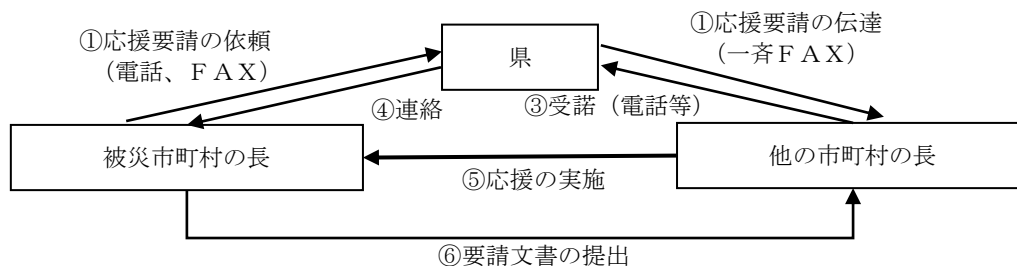 ①応援要請の依頼
（電話、ＦＡＸ）
県
①応援要請の伝達
（一斉ＦＡＸ）
④連絡
③受諾（電話等）
被災市町村の長
他の市町村の長
⑤応援の実施
⑥要請文書の提出